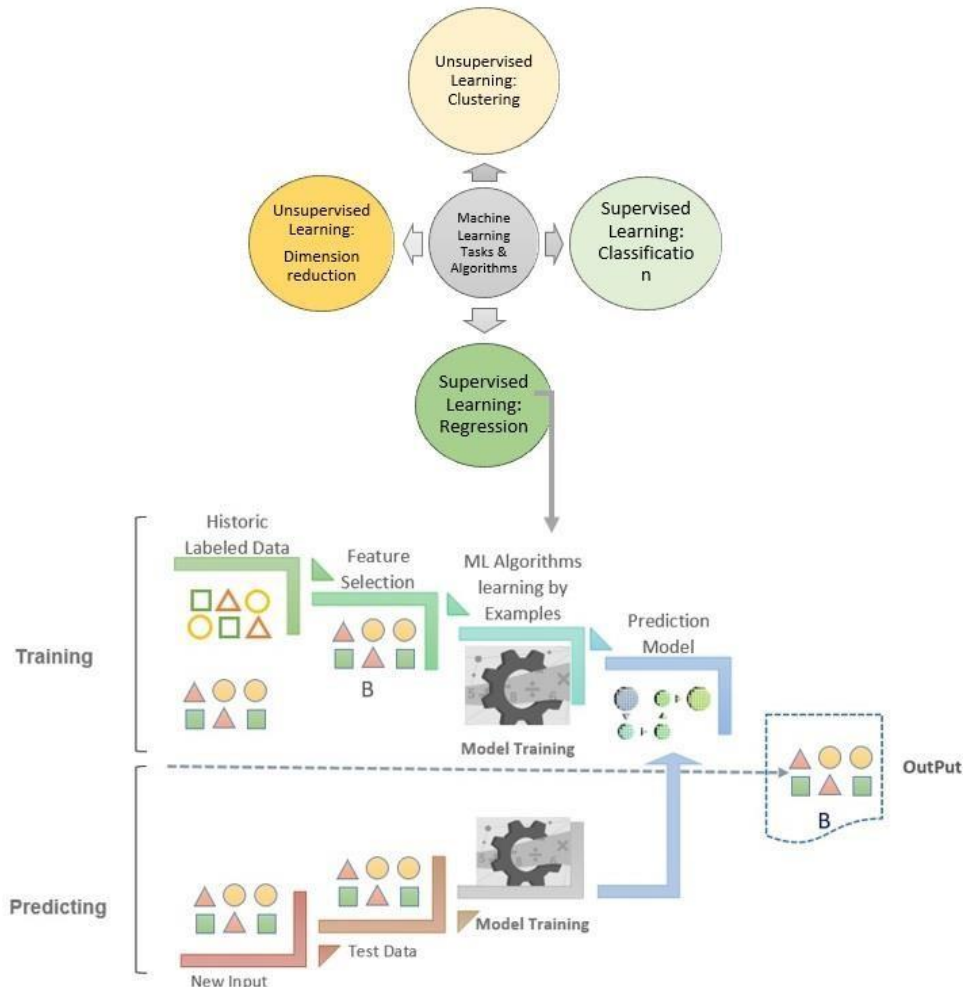 Unsupervised
Learning:
Clustering
Unsupervised
Learning:
Dimension
reduction
Machine
Learning
Tasks &
Algorithms
Supervised
Learning:
Classificatio
n
Supervised
Learning:
Regression
Training
Historic
Labeled Data
Feature
Selection
B
ML Algorithms
learning by
Examples
Model Training
Prediction
Model
OutPut
B
Predicting
New Input
Test Data
Model Training